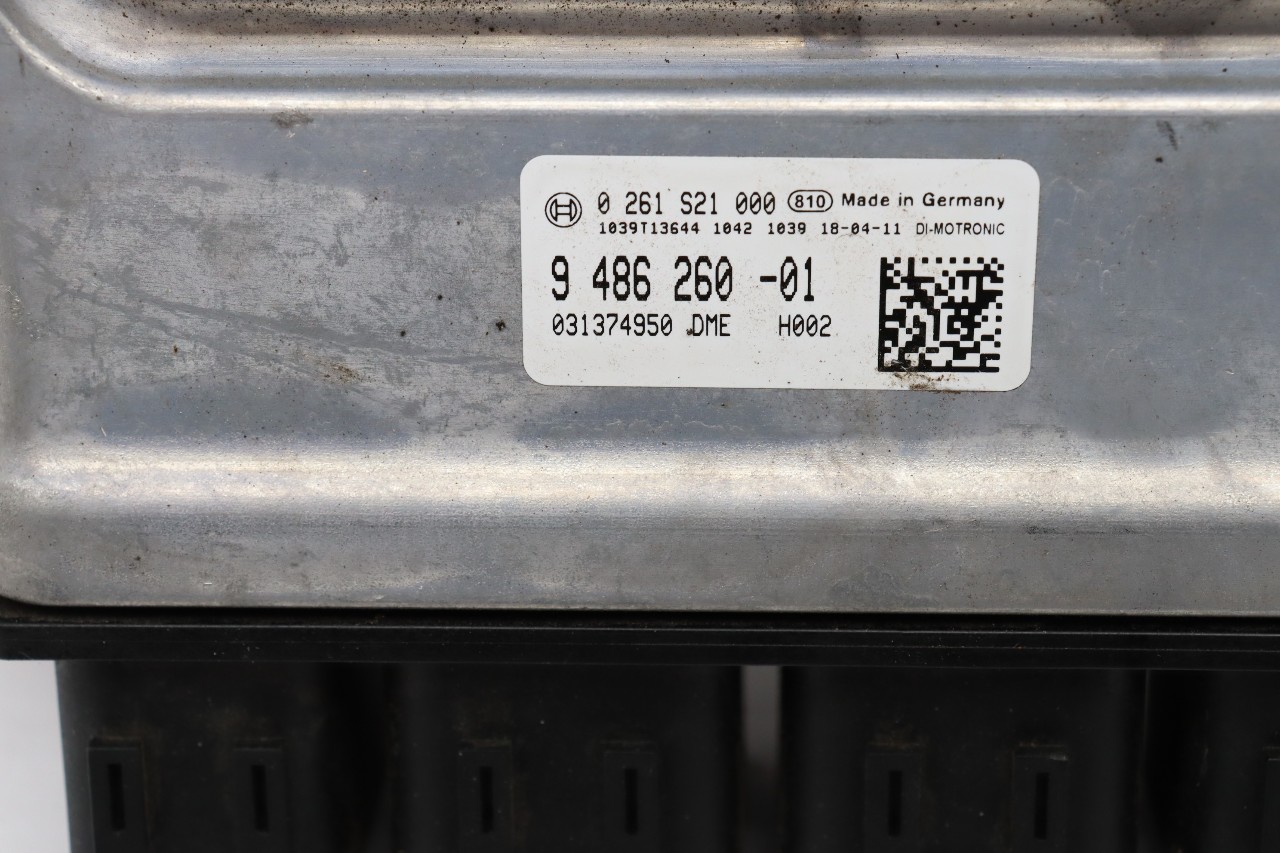 0 261 S21 000 810 Made in Germany
1039T13644 1042 1039 18-04-11 DI-MOTRONIC
9 486 260 -01
031374950 DME H002